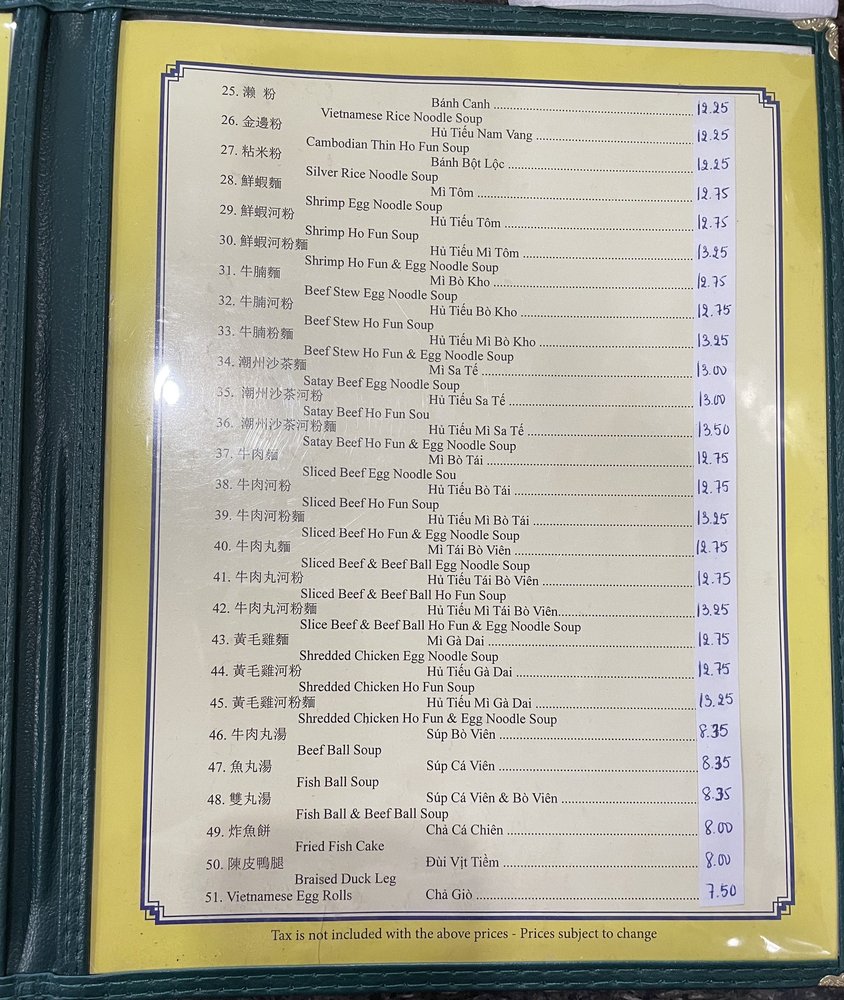 25. 瀨 粉 Bánh Canh 12.25
Vietnamese Rice Noodle Soup
26. 金邊粉 Hủ Tiếu Nam Vang 12.25
Cambodian Thin Ho Fun Soup
27. 粘米粉 Bánh Bột Lộc 12.25
Silver Rice Noodle Soup
28. 鮮蝦麵 Mì Tôm 12.75
Shrimp Egg Noodle Soup
29. 鮮蝦河粉 Hủ Tiếu Tôm 12.75
Shrimp Ho Fun Soup
30. 鮮蝦河粉麵 Hủ Tiếu Mì Tôm 13.25
Shrimp Ho Fun & Egg Noodle Soup
31. 牛腩麵 Mì Bò Kho 12.75
Beef Stew Egg Noodle Soup
32. 牛腩河粉 Hủ Tiếu Bò Kho 12.75
Beef Stew Ho Fun Soup
33. 牛腩粉麵 Hủ Tiếu Mì Bò Kho 13.25
Beef Stew Ho Fun & Egg Noodle Soup
34. 潮州沙茶麵 Mì Sa Tế 13.00
Satay Beef Egg Noodle Soup
35. 潮州沙茶河粉 Hủ Tiếu Sa Tế 13.00
Satay Beef Ho Fun Sou
36. 潮州沙茶河粉麵 Hủ Tiếu Mì Sa Tế 13.50
Satay Beef Ho Fun & Egg Noodle Soup
37. 牛肉麵 Mì Bò Tái 12.75
Sliced Beef Egg Noodle Sou
38. 牛肉河粉 Hủ Tiếu Bò Tái 12.75
Sliced Beef Ho Fun Soup
39. 牛肉河粉麵 Hủ Tiếu Mì Bò Tái 13.25
Sliced Beef Ho Fun & Egg Noodle Soup
40. 牛肉丸麵 Mì Tái Bò Viên 12.75
Sliced Beef & Beef Ball Egg Noodle Soup
41. 牛肉丸河粉 Hủ Tiếu Tái Bò Viên 12.75
Sliced Beef & Beef Ball Ho Fun Soup
42. 牛肉丸河粉麵 Hủ Tiếu Mì Tái Bò Viên 13.25
Slice Beef & Beef Ball Ho Fun & Egg Noodle Soup
43. 黃毛雞麵 Mì Gà Dai 12.75
Shredded Chicken Egg Noodle Soup
44. 黃毛雞河粉 Hủ Tiếu Gà Dai 12.75
Shredded Chicken Ho Fun Soup
45. 黃毛雞河粉麵 Hủ Tiếu Mì Gà Dai 13.25
Shredded Chicken Ho Fun & Egg Noodle Soup
46. 牛肉丸湯 Súp Bò Viên 8.35
Beef Ball Soup
47. 魚丸湯 Súp Cá Viên 8.35
Fish Ball Soup
48. 雙丸湯 Súp Cá Viên & Bò Viên 8.35
Fish Ball & Beef Ball Soup
49. 炸魚餅 Chả Cá Chiên 8.00
Fried Fish Cake
50. 陳皮鴨腿 Đùi Vịt Tiềm 8.00
Braised Duck Leg
51. Vietnamese Egg Rolls Chả Giò 7.50
Tax is not included with the above prices - Prices subject to change